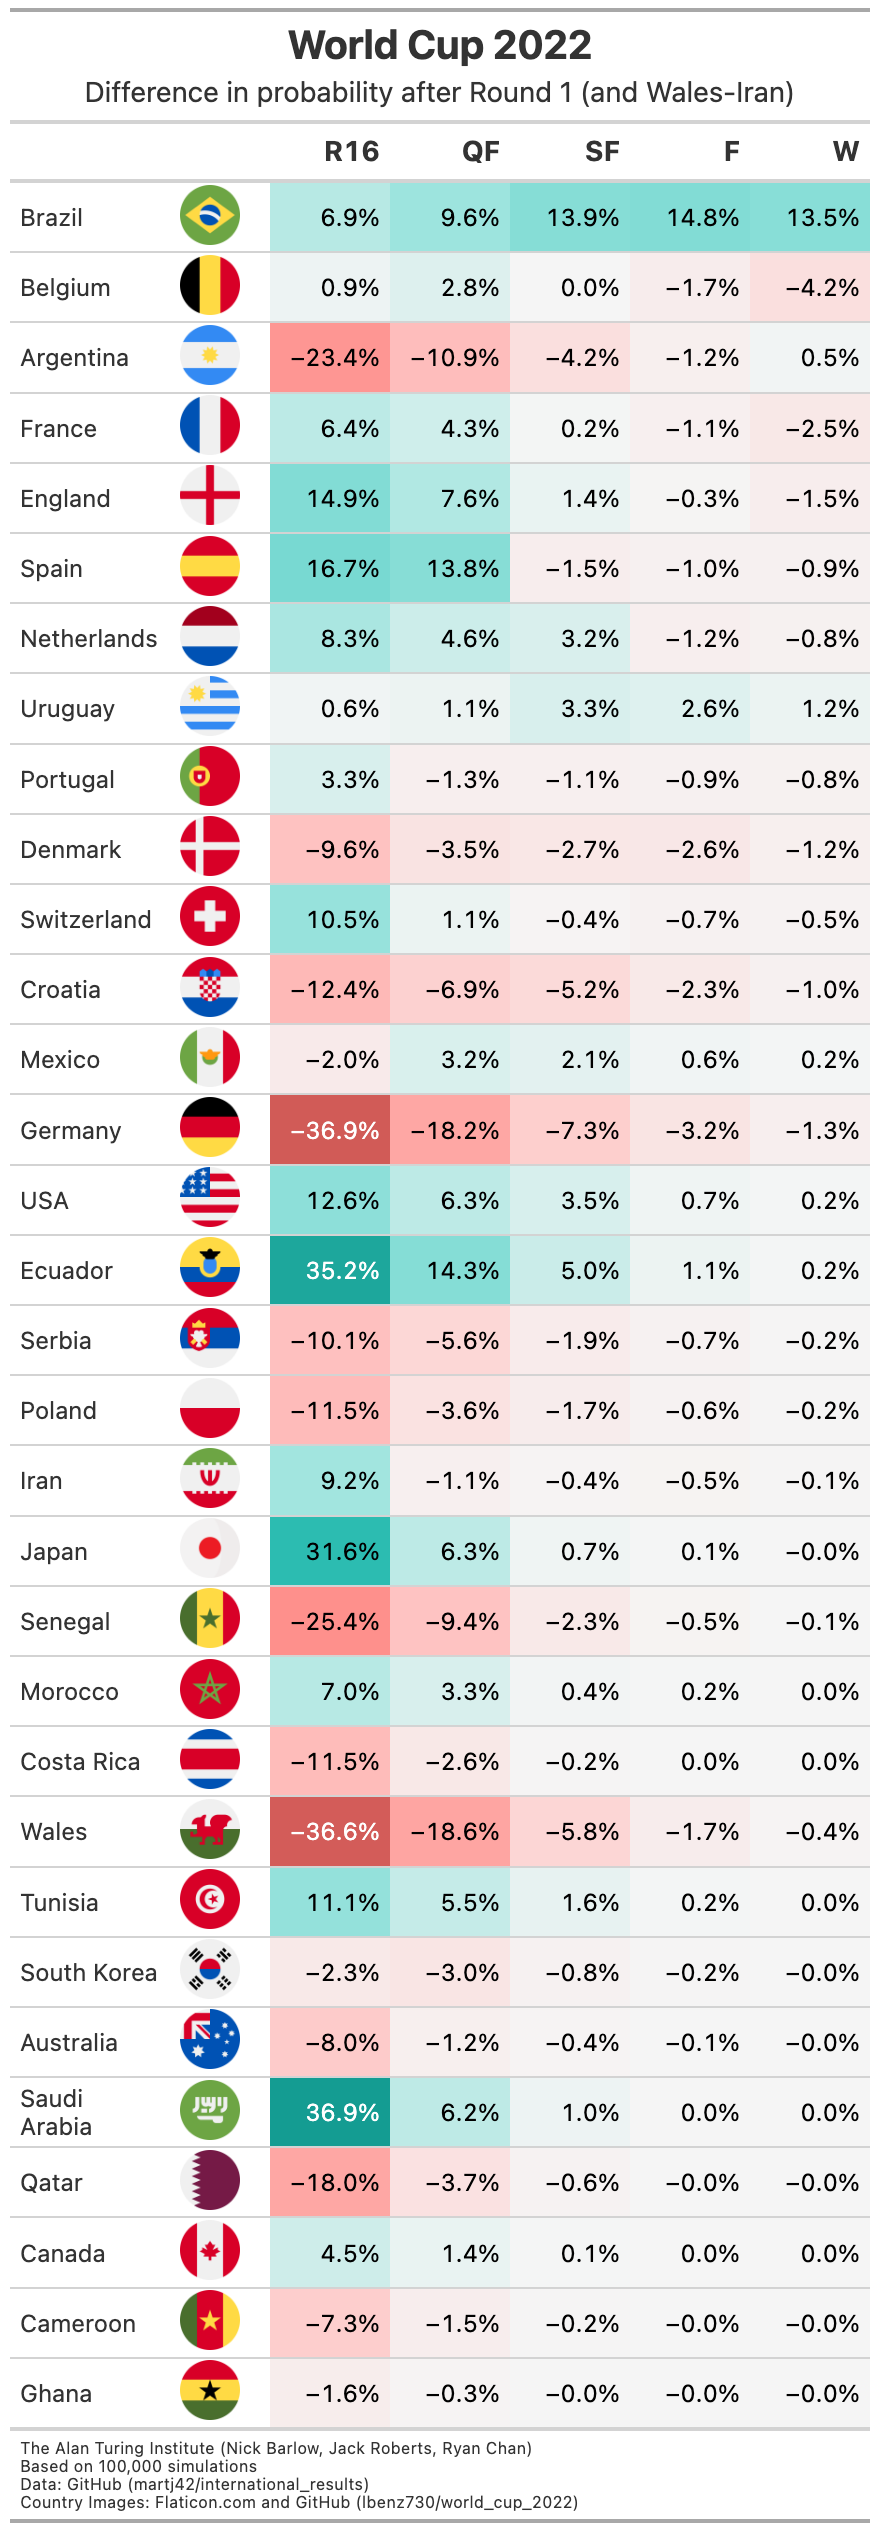 World Cup 2022
Difference in probability after Round 1 (and Wales-Iran)
R16 QF SF F W
Brazil 6.9% 9.6% 13.9% 14.8% 13.5%
Belgium 0.9% 2.8% 0.0% −1.7% −4.2%
Argentina −23.4% −10.9% −4.2% −1.2% 0.5%
France 6.4% 4.3% 0.2% −1.1% −2.5%
England 14.9% 7.6% 1.4% −0.3% −1.5%
Spain 16.7% 13.8% −1.5% −1.0% −0.9%
Netherlands 8.3% 4.6% 3.2% −1.2% −0.8%
Uruguay 0.6% 1.1% 3.3% 2.6% 1.2%
Portugal 3.3% −1.3% −1.1% −0.9% −0.8%
Denmark −9.6% −3.5% −2.7% −2.6% −1.2%
Switzerland 10.5% 1.1% −0.4% −0.7% −0.5%
Croatia −12.4% −6.9% −5.2% −2.3% −1.0%
Mexico −2.0% 3.2% 2.1% 0.6% 0.2%
Germany −36.9% −18.2% −7.3% −3.2% −1.3%
USA 12.6% 6.3% 3.5% 0.7% 0.2%
Ecuador 35.2% 14.3% 5.0% 1.1% 0.2%
Serbia −10.1% −5.6% −1.9% −0.7% −0.2%
Poland −11.5% −3.6% −1.7% −0.6% −0.2%
Iran 9.2% −1.1% −0.4% −0.5% −0.1%
Japan 31.6% 6.3% 0.7% 0.1% −0.0%
Senegal −25.4% −9.4% −2.3% −0.5% −0.1%
Morocco 7.0% 3.3% 0.4% 0.2% 0.0%
Costa Rica −11.5% −2.6% −0.2% 0.0% 0.0%
Wales −36.6% −18.6% −5.8% −1.7% −0.4%
Tunisia 11.1% 5.5% 1.6% 0.2% 0.0%
South Korea −2.3% −3.0% −0.8% −0.2% −0.0%
Australia −8.0% −1.2% −0.4% −0.1% −0.0%
Saudi
Arabia 36.9% 6.2% 1.0% 0.0% 0.0%
Qatar −18.0% −3.7% −0.6% −0.0% −0.0%
Canada 4.5% 1.4% 0.1% 0.0% 0.0%
Cameroon −7.3% −1.5% −0.2% −0.0% −0.0%
Ghana −1.6% −0.3% −0.0% −0.0% −0.0%
The Alan Turing Institute (Nick Barlow, Jack Roberts, Ryan Chan)
Based on 100,000 simulations
Data: GitHub (martj42/international_results)
Country Images: Flaticon.com and GitHub (lbenz730/world_cup_2022)